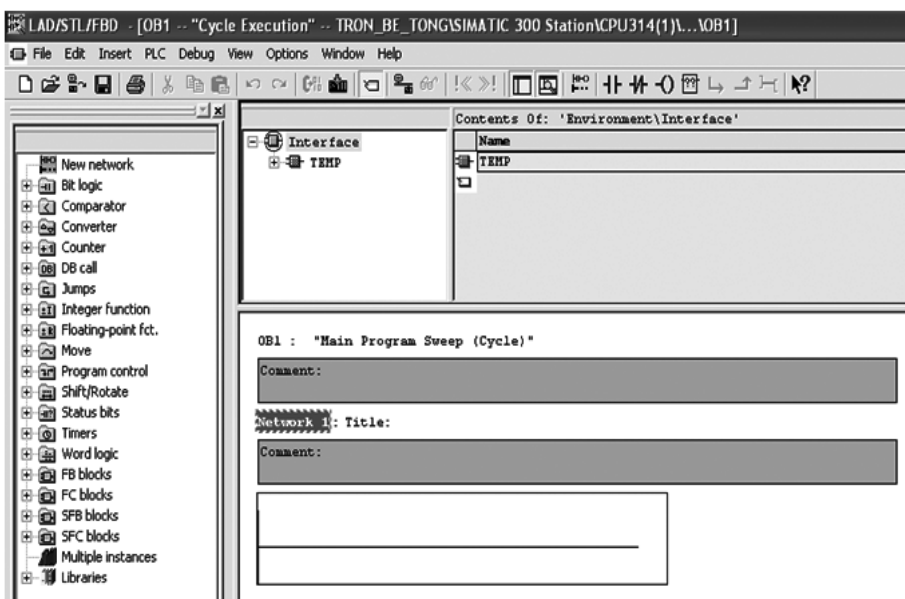 LAD/STL/FBD - [OB1 -- "Cycle Execution" -- TRON_BE_TONG\SIMATIC 300 Station\CPU314(1)\...\OB1]
File Edit Insert PLC Debug View Options Window Help
New network
Bit logic
Comparator
Converter
Counter
DB call
Jumps
Integer function
Floating-point fct.
Move
Program control
Shift/Rotate
Status bits
Timers
Word logic
FB blocks
FC blocks
SFB blocks
SFC blocks
Multiple instances
Libraries
Interface
TEMP
Contents Of: 'Environment\Interface'
Name
TEMP
OB1 : "Main Program Sweep (Cycle)"
Comment:
Network 1: Title:
Comment: